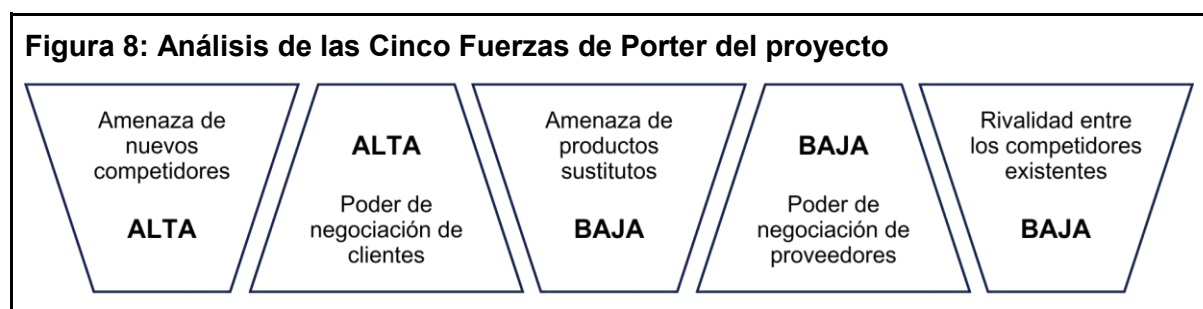 Figura 8: Análisis de las Cinco Fuerzas de Porter del proyecto
Amenaza de
nuevos
competidores
ALTA
ALTA
Poder de
negociación de
clientes
Amenaza de
productos
sustitutos
BAJA
BAJA
Poder de
negociación de
proveedores
Rivalidad entre
los competidores
existentes
BAJA